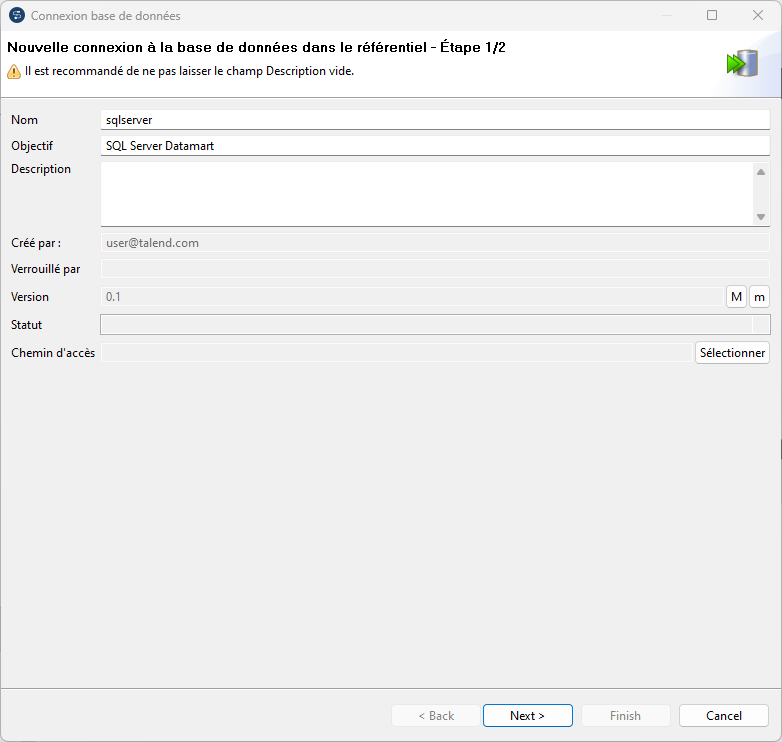 Connexion base de données
Nouvelle connexion à la base de données dans le référentiel - Étape 1/2
Il est recommandé de ne pas laisser le champ Description vide.
Nom sqlserver
Objectif SQL Server Datamart
Description
Créé par : user@talend.com
Verrouillé par
Version 0.1 M m
Statut
Chemin d'accès Sélectionner
< Back Next > Finish Cancel